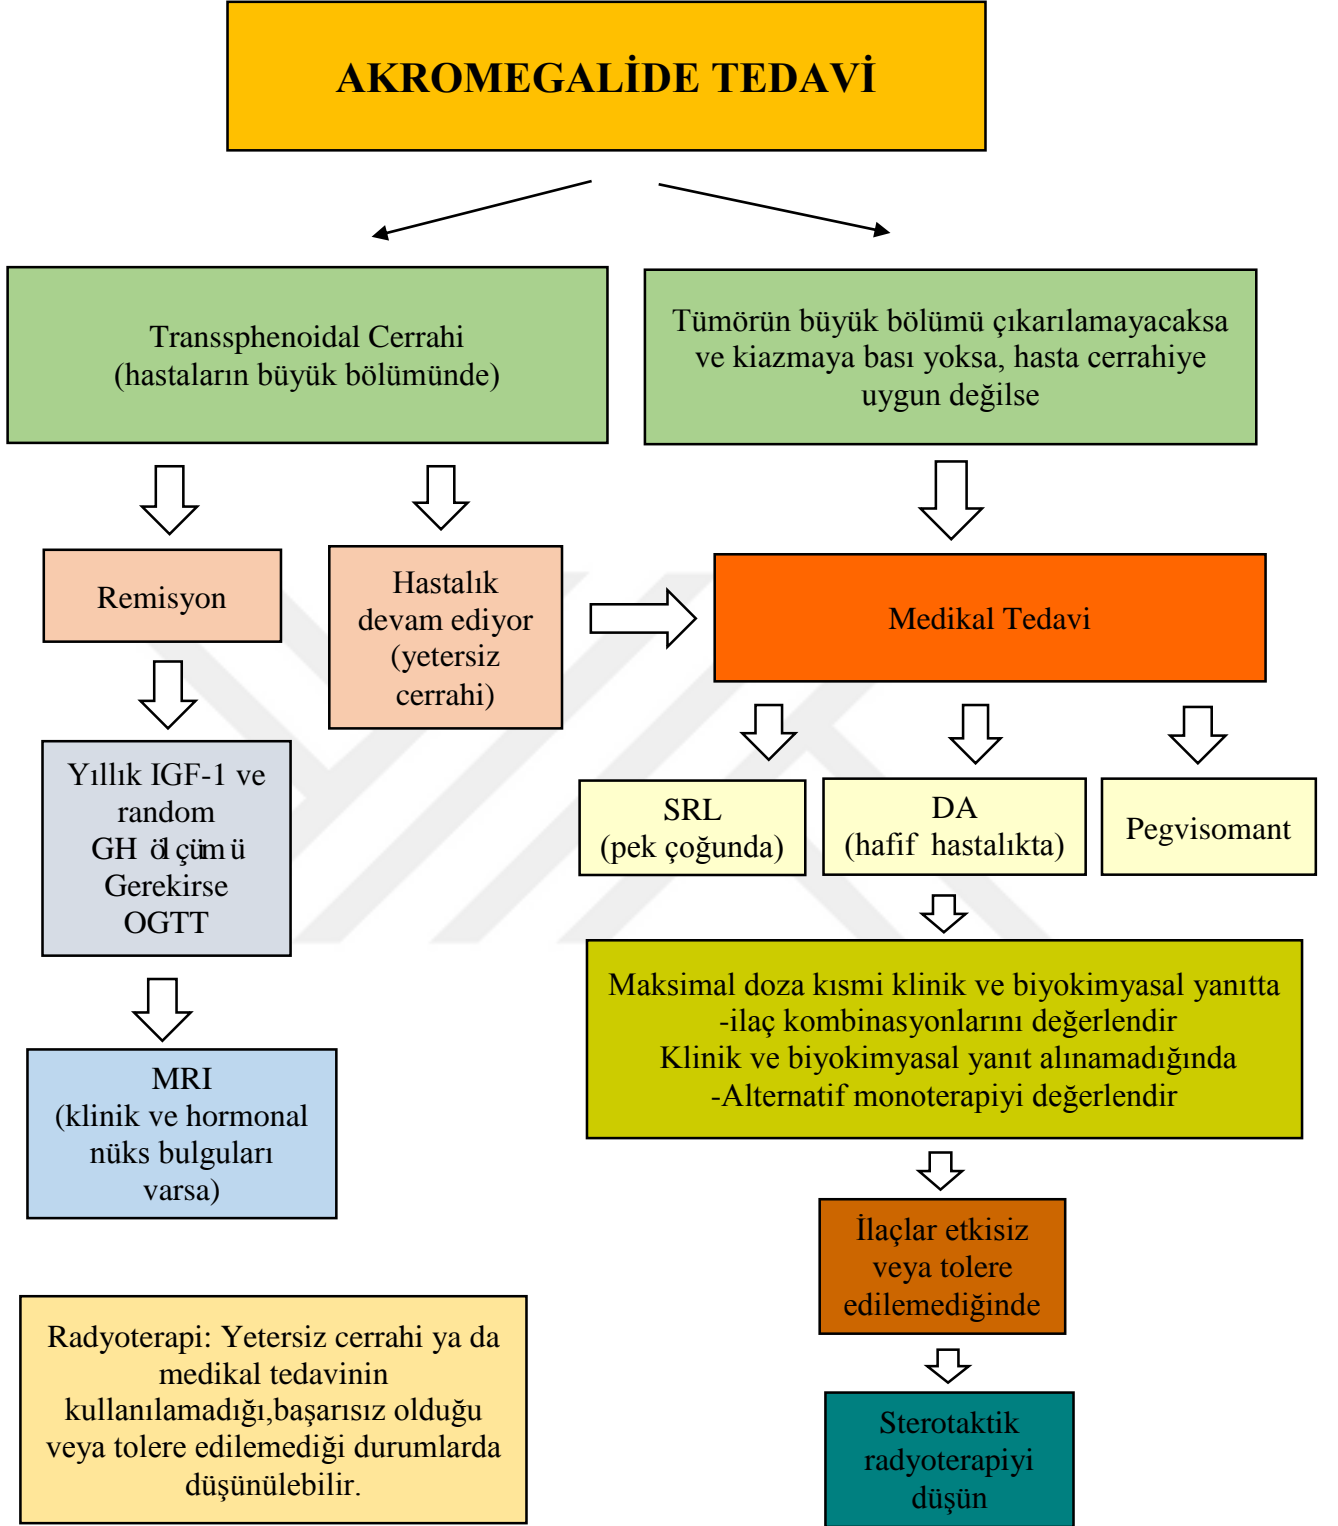 AKROMEGALİDE TEDAVİ
Transsphenoidal Cerrahi
(hastaların büyük bölümünde)
Tümörün büyük bölümü çıkarılamayacaksa
ve kiazmaya bası yoksa, hasta cerrahiye
uygun değilse
Remisyon
Hastalık
devam ediyor
(yetersiz
cerrahi)
Medikal Tedavi
Yıllık IGF-1 ve
random
GH ölçümü
Gerekirse
OGTT
SRL
(pek çoğunda)
DA
(hafif hastalıkta)
Pegvisomant
MRI
(klinik ve hormonal
nüks bulguları
varsa)
Maksimal doza kısmi klinik ve biyokimyasal yanıtta
-ilaç kombinasyonlarını değerlendir
Klinik ve biyokimyasal yanıt alınamadığında
-Alternatif monoterapiyi değerlendir
İlaçlar etkisiz
veya tolere
edilemediğinde
Radyoterapi: Yetersiz cerrahi ya da
medikal tedavinin
kullanılamadığı,başarısız olduğu
veya tolere edilemediği durumlarda
düşünülebilir.
Sterotaktik
radyoterapiyi
düşün